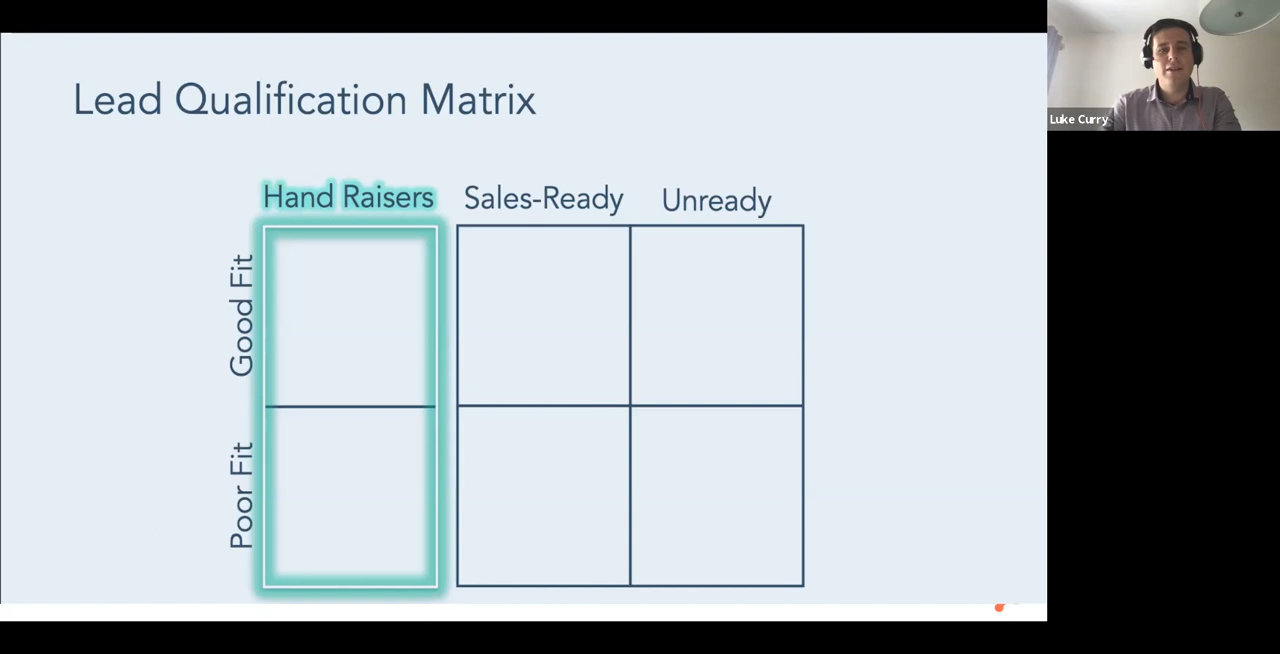 Lead Qualification Matrix
Luke Curry
Hand Raisers
Sales-Ready
Unready
Good Fit
Poor Fit